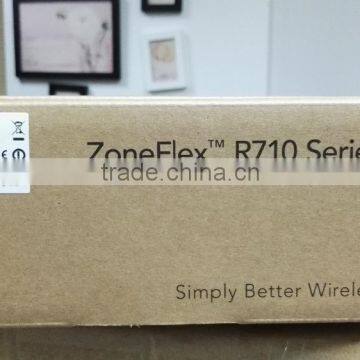 ZoneFlex™ R710 Serie
trade.china.cn
Simply Better Wirele